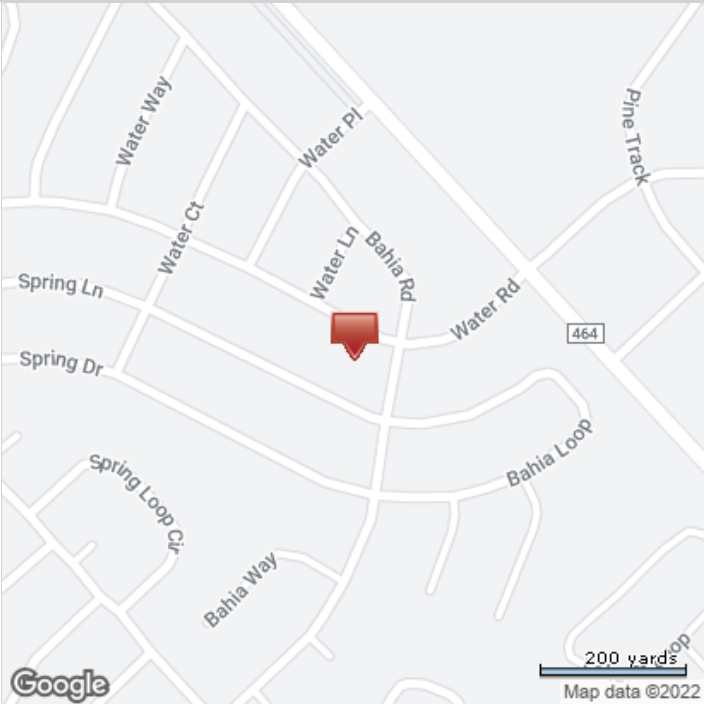 Water Way
Water Pl
Pine Track
Water Ct
Water Ln
Bahia Rd
Spring Ln
Water Rd
464
Spring Dr
Bahia Loop
Spring Loop Cir
Bahia Way
200 yards
Google
Map data ©2022